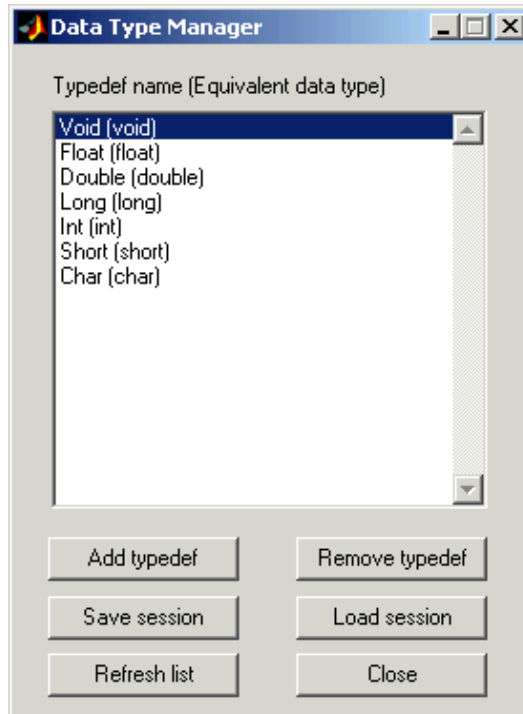 Data Type Manager
Typedef name (Equivalent data type)
Void (void)
Float (float)
Double (double)
Long (long)
Int (int)
Short (short)
Char (char)
Add typedef
Remove typedef
Save session
Load session
Refresh list
Close